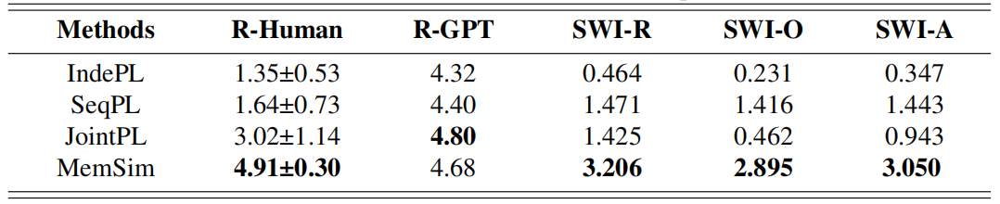 Methods R-Human R-GPT SWI-R SWI-O SWI-A
IndePL 1.35±0.53 4.32 0.464 0.231 0.347
SeqPL 1.64±0.73 4.40 1.471 1.416 1.443
JointPL 3.02±1.14 4.80 1.425 0.462 0.943
MemSim 4.91±0.30 4.68 3.206 2.895 3.050